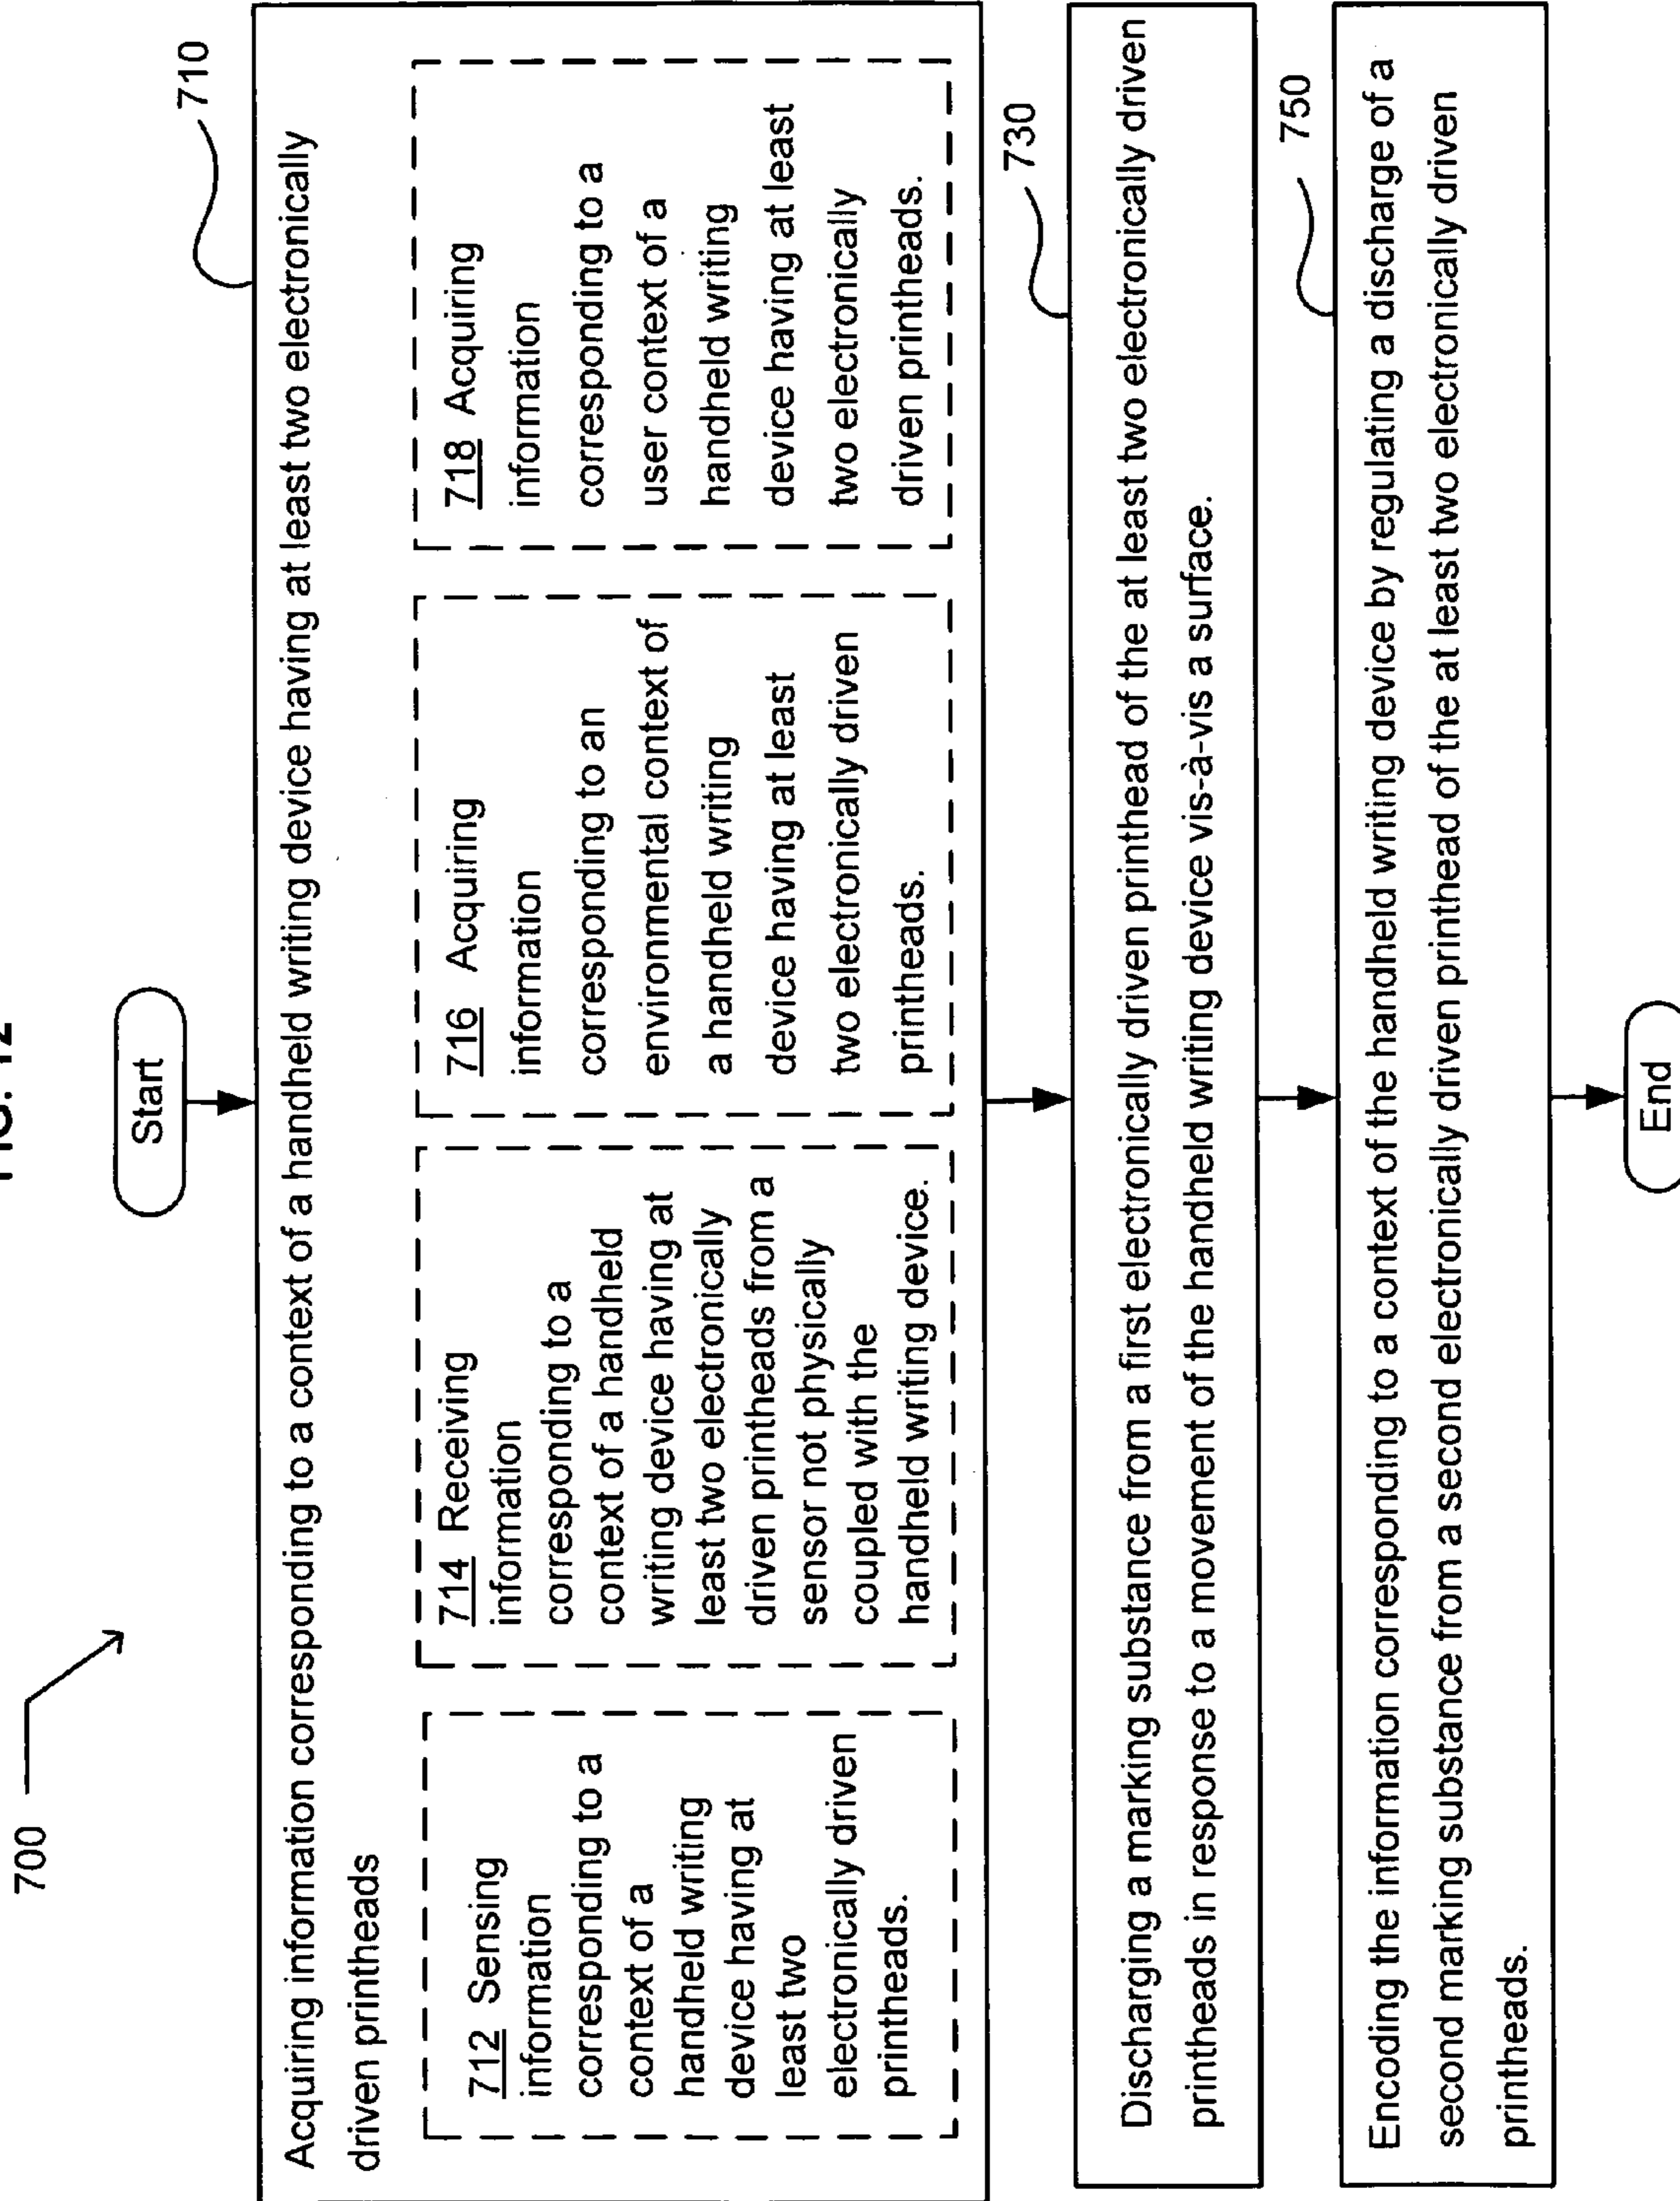 FIG. 12
700
Start
710
Acquiring information corresponding to a context of a handheld writing device having at least two electronically
driven printheads
712 Sensing
information
corresponding to a
context of a
handheld writing
device having at
least two
electronically driven
printheads.
714 Receiving
information
corresponding to a
context of a handheld
writing device having at
least two electronically
driven printheads from a
sensor not physically
coupled with the
handheld writing device.
716 Acquiring
information
corresponding to an
environmental context of
a handheld writing
device having at least
two electronically driven
printheads.
718 Acquiring
information
corresponding to a
user context of a
handheld writing
device having at least
two electronically
driven printheads.
730
Discharging a marking substance from a first electronically driven printhead of the at least two electronically driven
printheads in response to a movement of the handheld writing device vis-à-vis a surface.
750
Encoding the information corresponding to a context of the handheld writing device by regulating a discharge of a
second marking substance from a second electronically driven printhead of the at least two electronically driven
printheads.
End